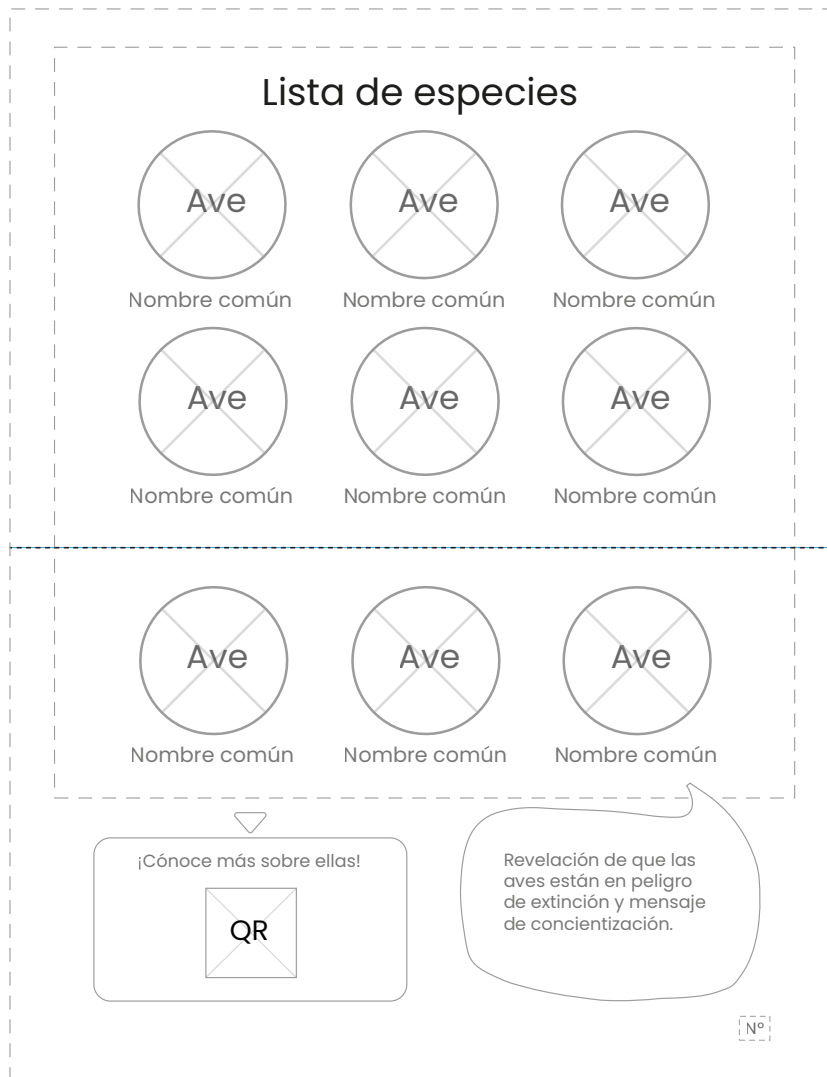 Lista de especies
Ave Ave Ave
Nombre común Nombre común Nombre común
Ave Ave Ave
Nombre común Nombre común Nombre común
Ave Ave Ave
Nombre común Nombre común Nombre común
¡Cónoce más sobre ellas!
QR
Revelación de que las
aves están en peligro
de extinción y mensaje
de concientización.
Nº